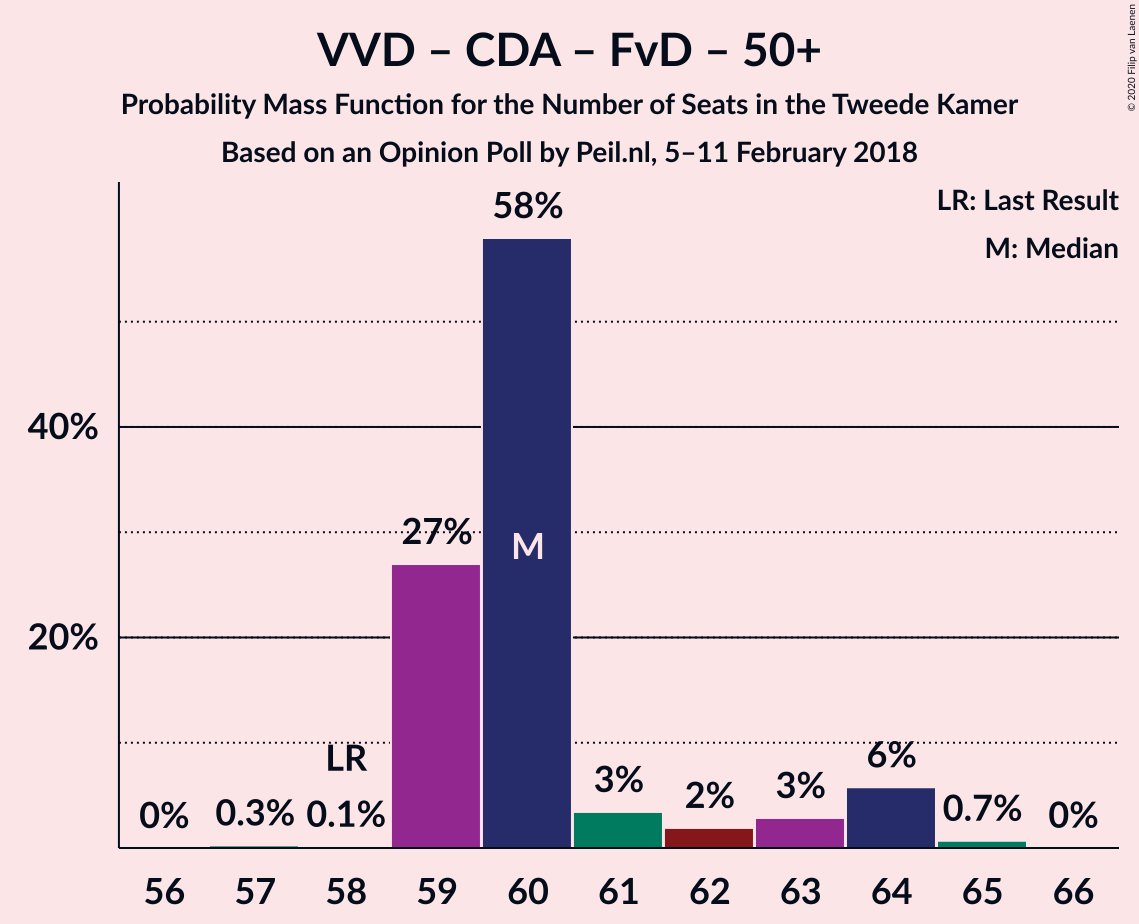 VVD – CDA – FvD – 50+
Probability Mass Function for the Number of Seats in the Tweede Kamer
Based on an Opinion Poll by Peil.nl, 5–11 February 2018
© 2020 Filip van Laenen
LR: Last Result
M: Median
58%
40%
27%
M
20%
LR
0%
0.3%
0.1%
3%
2%
3%
6%
0.7%
0%
56 57 58 59 60 61 62 63 64 65 66